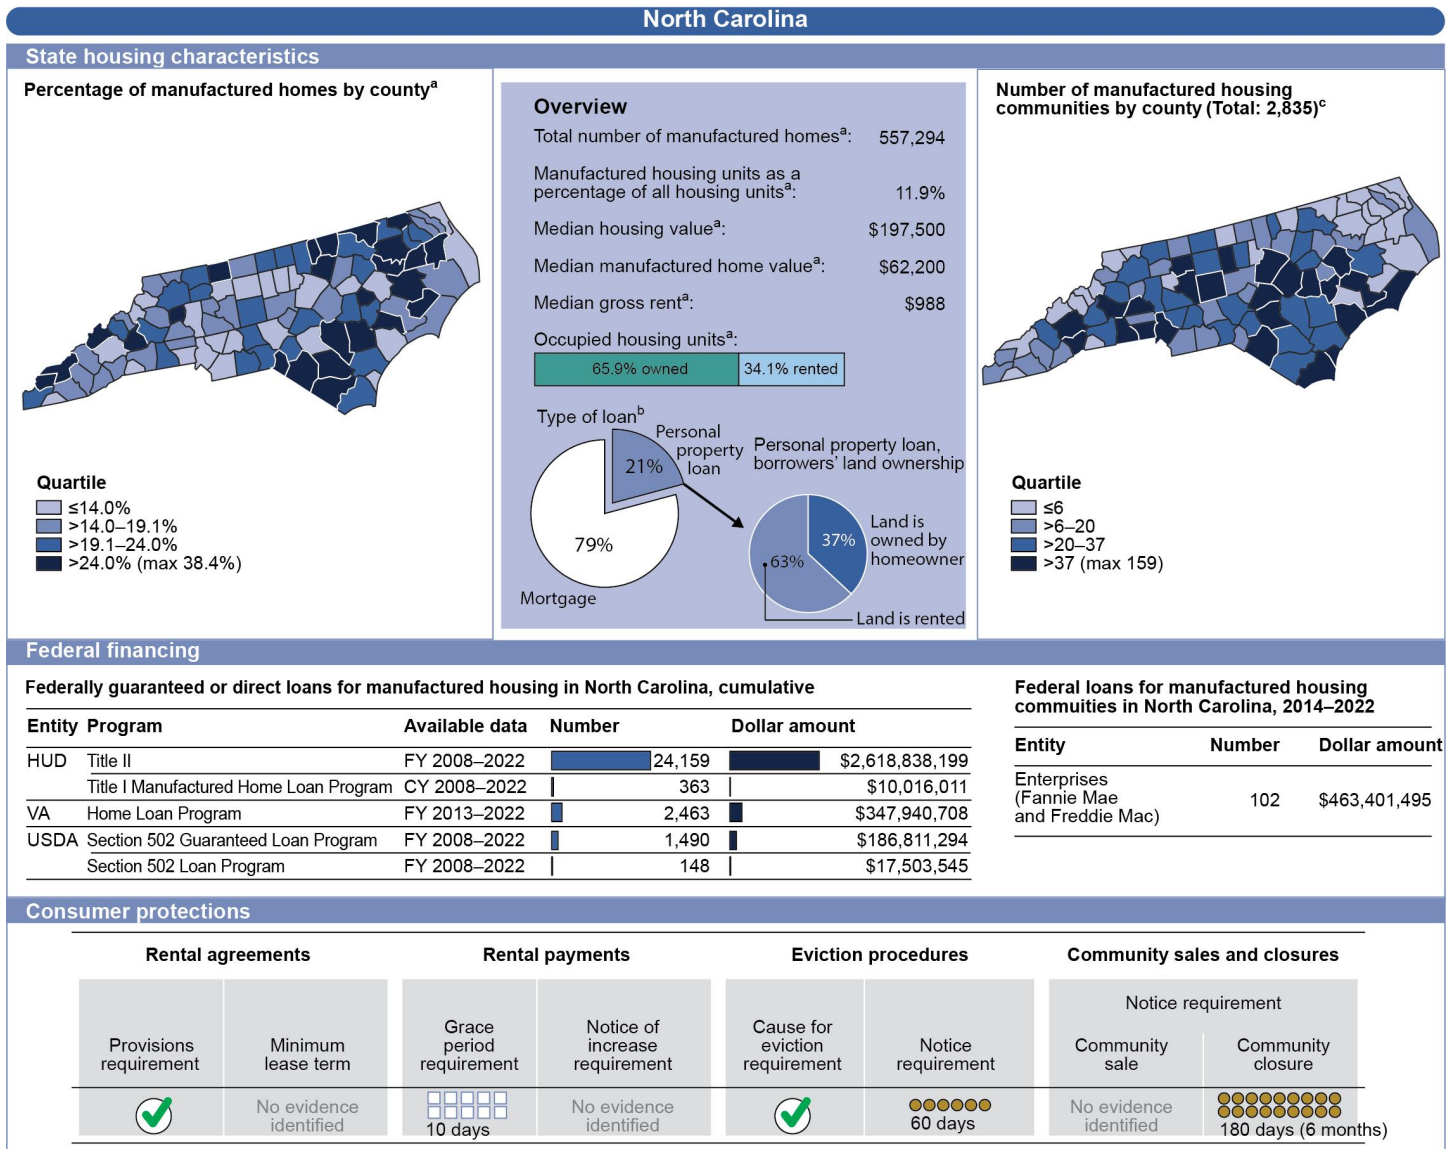 North Carolina
State housing characteristics
Percentage of manufactured homes by countyᵃ
Quartile
≤14.0%
>14.0–19.1%
>19.1–24.0%
>24.0% (max 38.4%)
Overview
Total number of manufactured homesᵃ: 557,294
Manufactured housing units as a
percentage of all housing unitsᵃ: 11.9%
Median housing valueᵃ: $197,500
Median manufactured home valueᵃ: $62,200
Median gross rentᵃ: $988
Occupied housing unitsᵃ:
65.9% owned 34.1% rented
Type of loanᵇ
Personal
property
loan
21%
79%
Mortgage
Personal property loan,
borrowers’ land ownership
37%
Land is
owned by
homeowner
63%
Land is rented
Number of manufactured housing
communities by county (Total: 2,835)ᶜ
Quartile
≤6
>6–20
>20–37
>37 (max 159)
Federal financing
Federally guaranteed or direct loans for manufactured housing in North Carolina, cumulative
Entity Program Available data Number Dollar amount
HUD Title II FY 2008–2022 24,159 $2,618,838,199
Title I Manufactured Home Loan Program CY 2008–2022 363 $10,016,011
VA Home Loan Program FY 2013–2022 2,463 $347,940,708
USDA Section 502 Guaranteed Loan Program FY 2008–2022 1,490 $186,811,294
Section 502 Loan Program FY 2008–2022 148 $17,503,545
Federal loans for manufactured housing
commuities in North Carolina, 2014–2022
Entity Number Dollar amount
Enterprises
(Fannie Mae
and Freddie Mac)
102 $463,401,495
Consumer protections
Rental agreements
Provisions
requirement
Minimum
lease term
No evidence
identified
Rental payments
Grace
period
requirement
10 days
Notice of
increase
requirement
No evidence
identified
Eviction procedures
Cause for
eviction
requirement
Notice
requirement
60 days
Community sales and closures
Notice requirement
Community
sale
No evidence
identified
Community
closure
180 days (6 months)